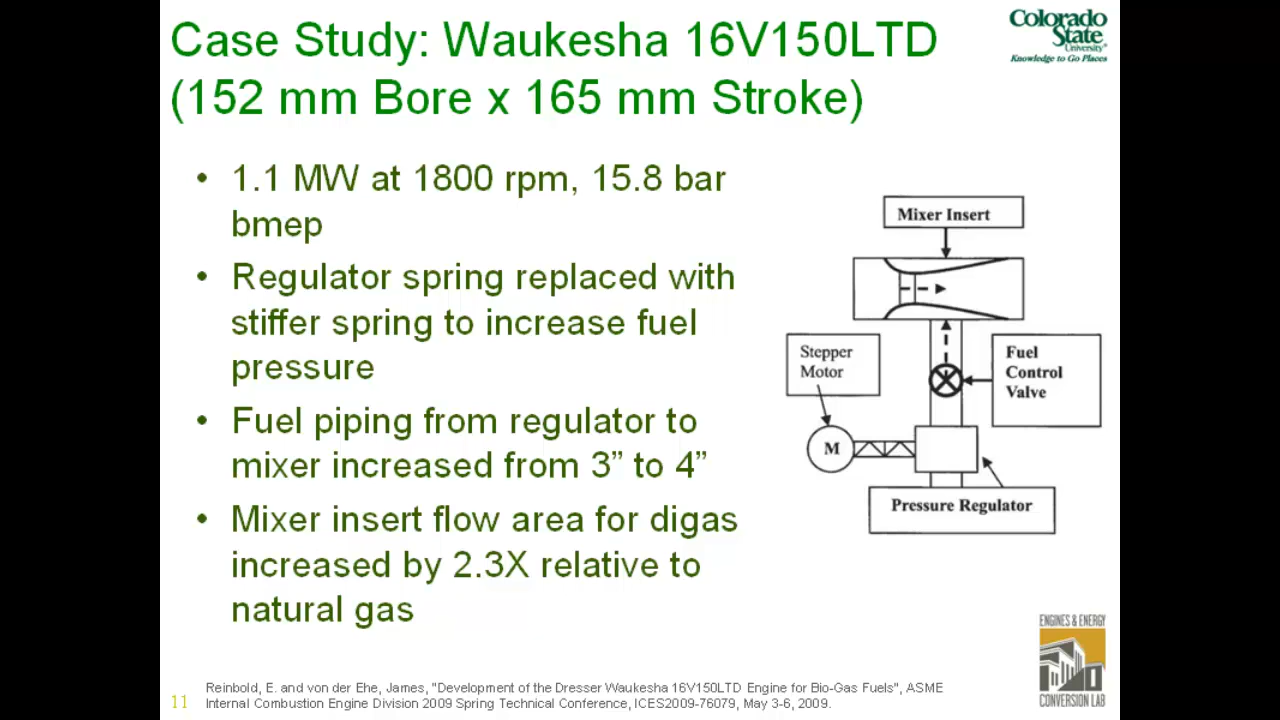 Case Study: Waukesha 16V150LTD
(152 mm Bore x 165 mm Stroke)
Colorado
State
University
Knowledge to Go Places
• 1.1 MW at 1800 rpm, 15.8 bar
bmep
• Regulator spring replaced with
stiffer spring to increase fuel
pressure
• Fuel piping from regulator to
mixer increased from 3” to 4”
• Mixer insert flow area for digas
increased by 2.3X relative to
natural gas
Mixer Insert
Stepper
Motor
Fuel
Control
Valve
M
Pressure Regulator
ENGINES & ENERGY
CONVERSION LAB
11
Reinbold, E. and von der Ehe, James, "Development of the Dresser Waukesha 16V150LTD Engine for Bio-Gas Fuels", ASME
Internal Combustion Engine Division 2009 Spring Technical Conference, ICES2009-76079, May 3-6, 2009.